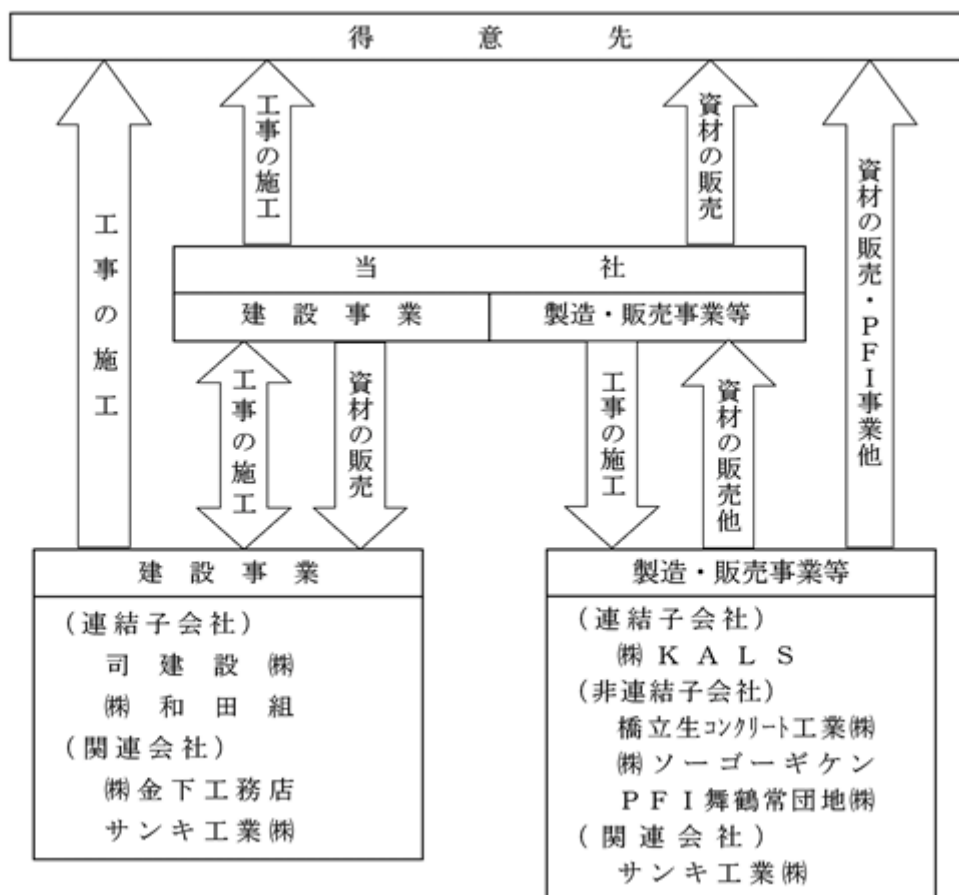 得意先
工事の施工
工事の施工
資材の販売
資材の販売・PFI事業他
当社
建設事業
製造・販売事業等
工事の施工
資材の販売
工事の施工
資材の販売他
建設事業
(連結子会社)
司建設㈱
㈱和田組
(関連会社)
㈱金下工務店
サンキ工業㈱
製造・販売事業等
(連結子会社)
㈱KALS
(非連結子会社)
橋立生コンクリート工業㈱
㈱ソーゴーギケン
PFI舞鶴常団地㈱
(関連会社)
サンキ工業㈱